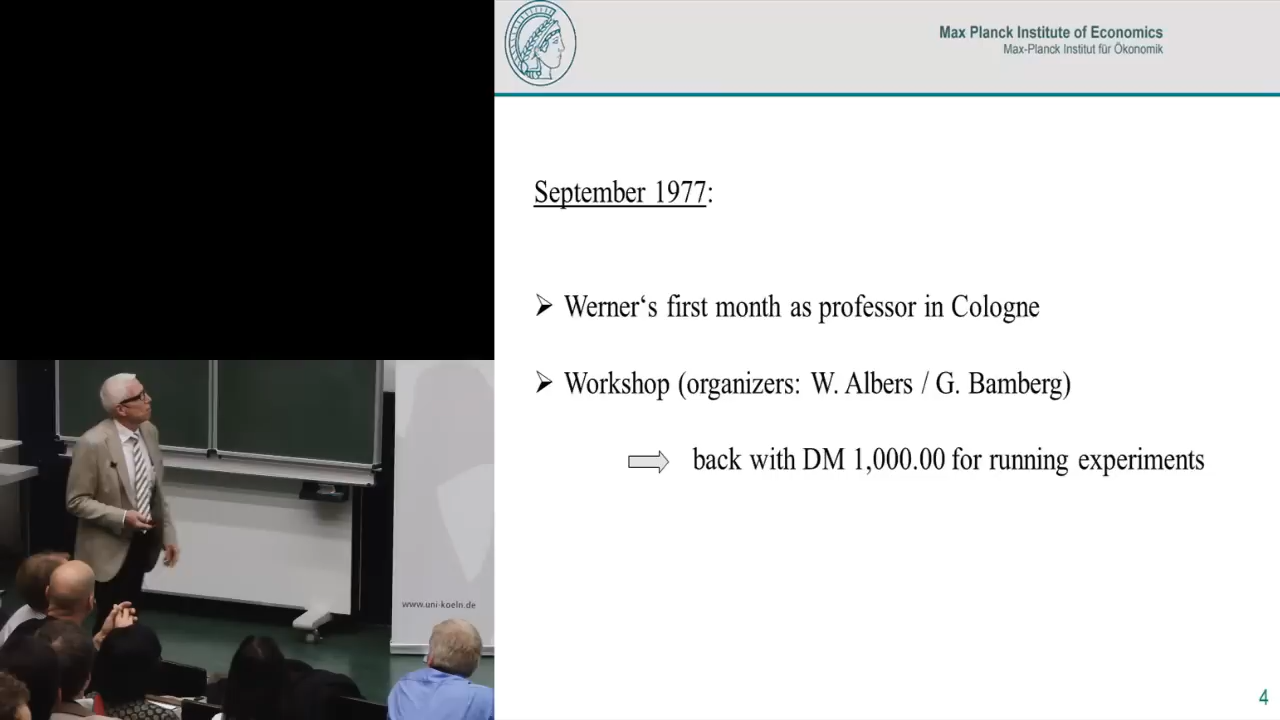 Max Planck Institute of Economics
Max-Planck Institut für Ökonomik
September 1977:
➢ Werner‘s first month as professor in Cologne
➢ Workshop (organizers: W. Albers / G. Bamberg)
back with DM 1,000.00 for running experiments
www.uni-koeln.de
4